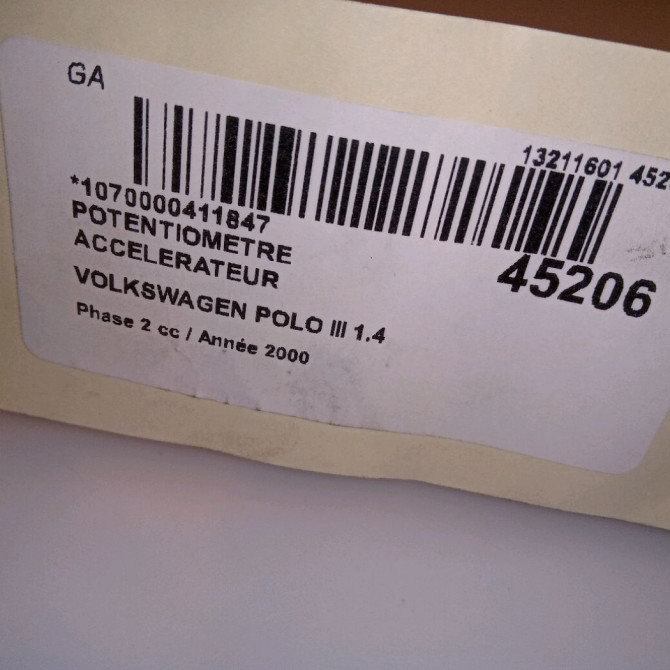 GA
13211601 452
*1070000411847
POTENTIOMETRE
ACCELERATEUR
45206
VOLKSWAGEN POLO III 1.4
Phase 2 cc / Année 2000